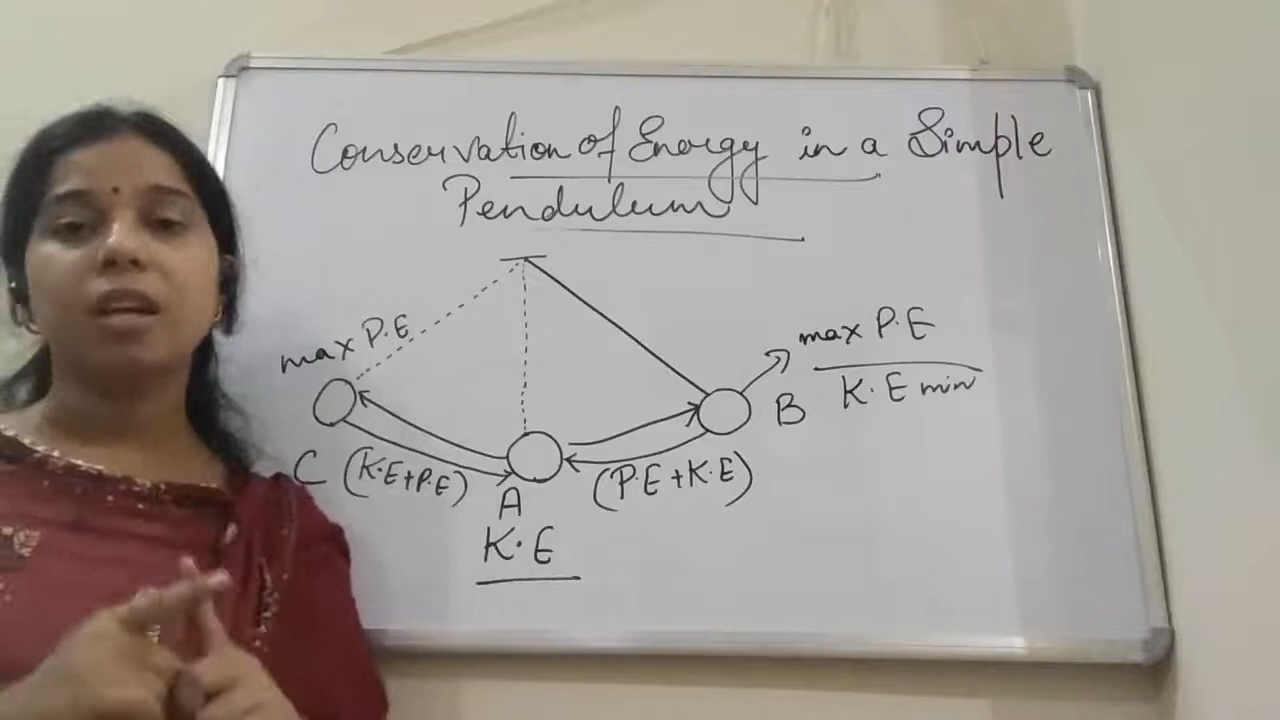 Conservation of Energy in a Simple
Pendulum
max P.E
max P.E
K.E min
B
C (K.E+P.E)
(P.E+K.E)
A
K.E